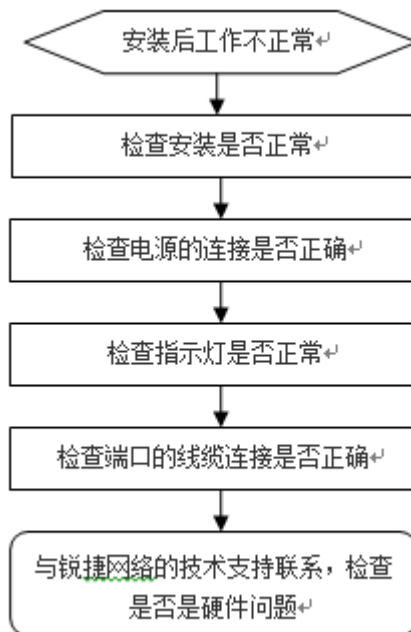 安装后工作不正常
检查安装是否正常
检查电源的连接是否正确
检查指示灯是否正常
检查端口的线缆连接是否正确
与锐捷网络的技术支持联系，检查
是否是硬件问题